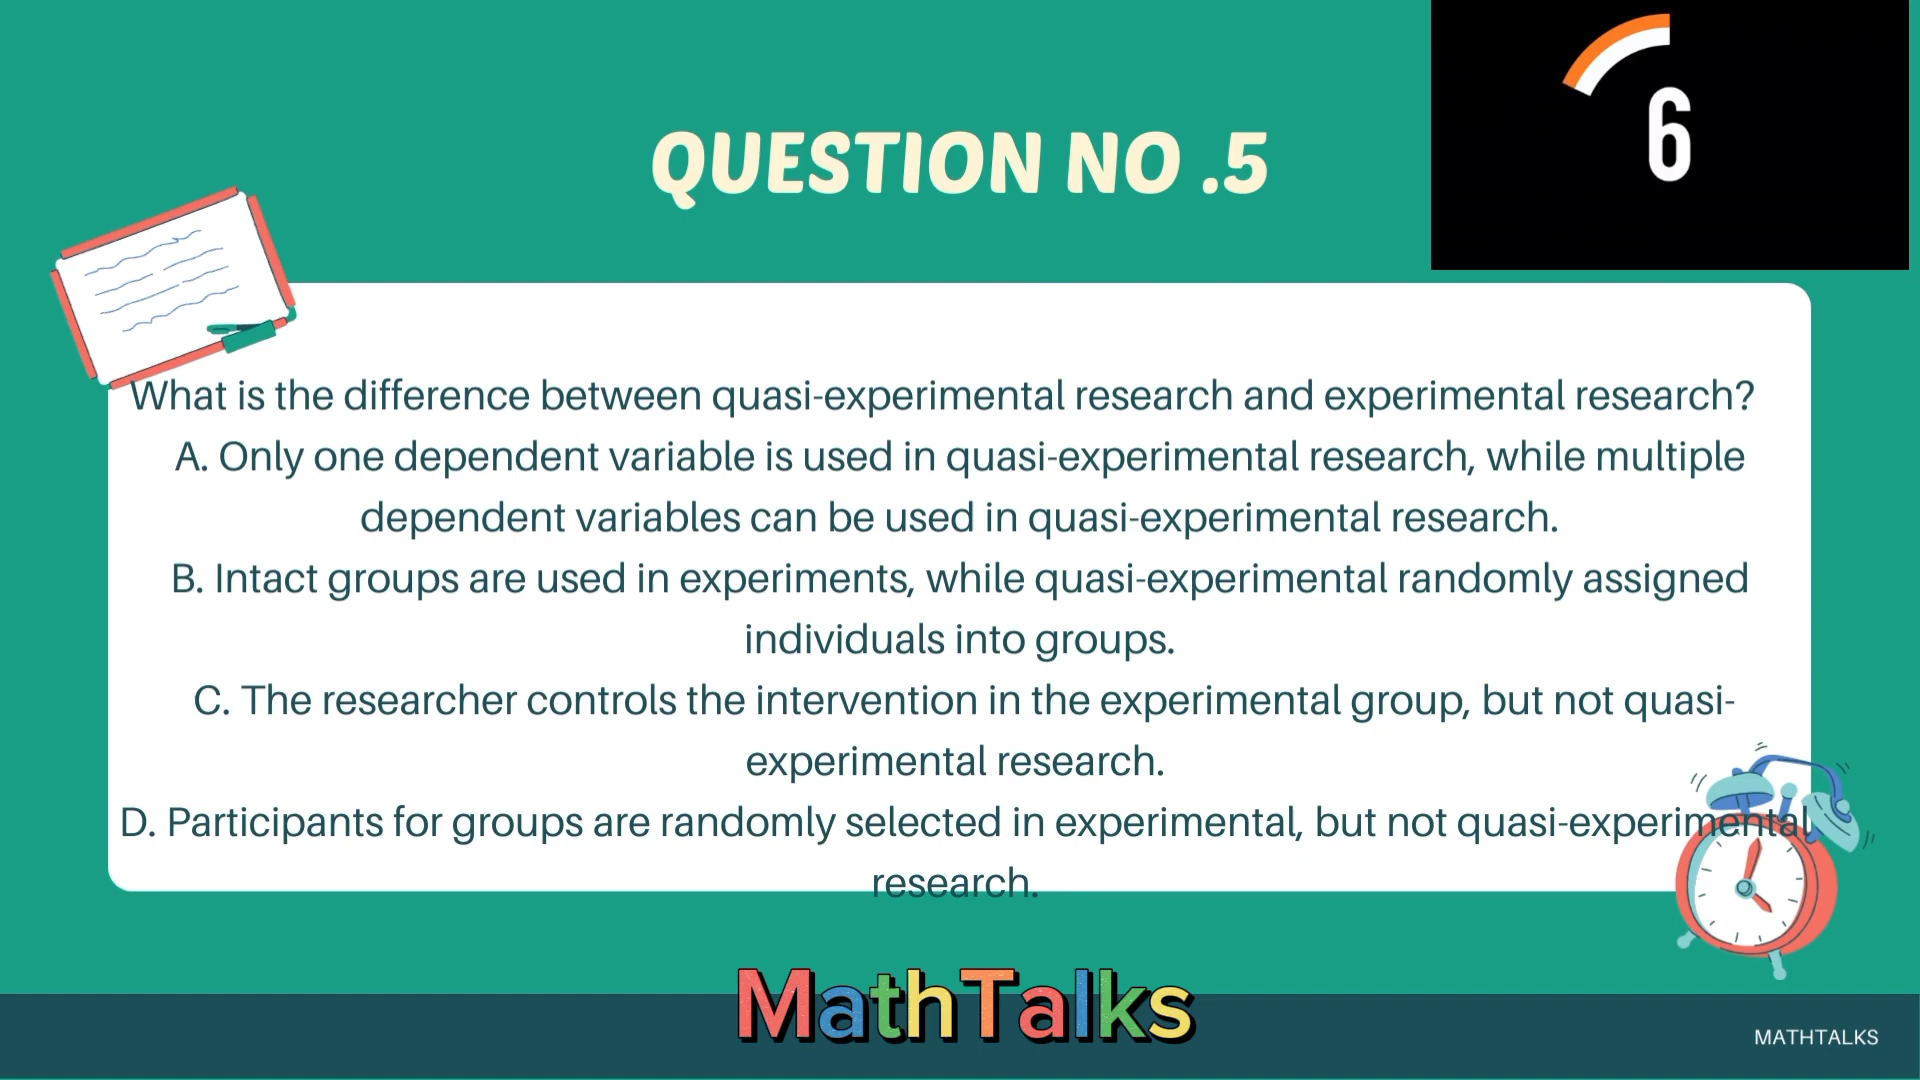 6
QUESTION NO .5
What is the difference between quasi-experimental research and experimental research?
A. Only one dependent variable is used in quasi-experimental research, while multiple
dependent variables can be used in quasi-experimental research.
B. Intact groups are used in experiments, while quasi-experimental randomly assigned
individuals into groups.
C. The researcher controls the intervention in the experimental group, but not quasi-
experimental research.
D. Participants for groups are randomly selected in experimental, but not quasi-experimental
research.
MathTalks
MATHTALKS